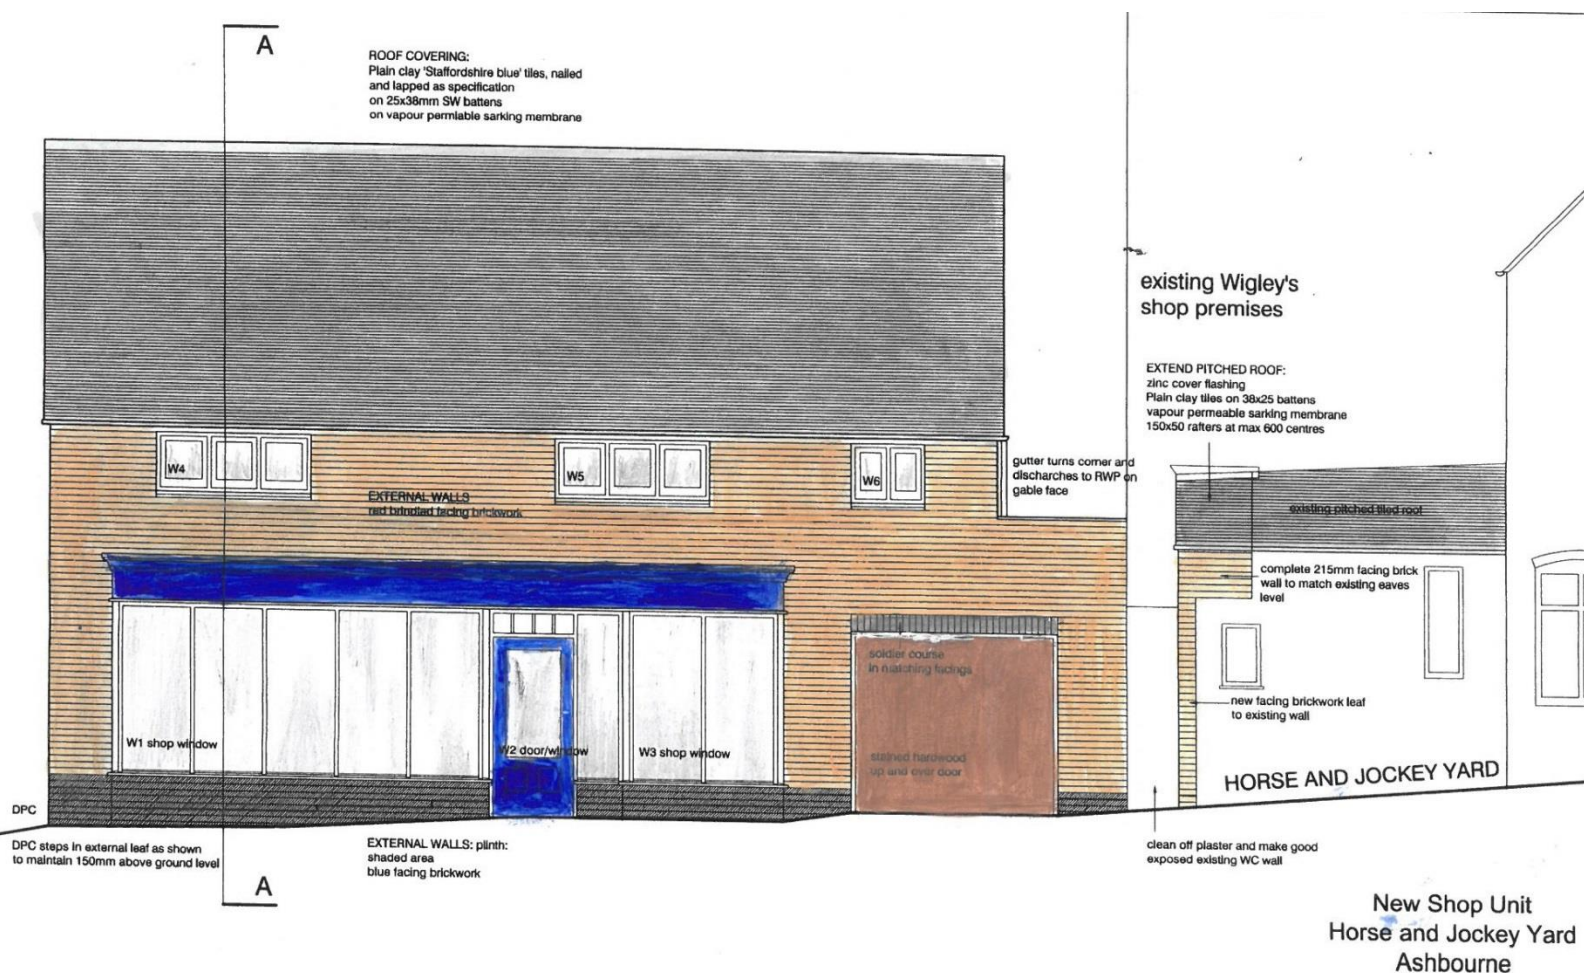 A
ROOF COVERING:
Plain clay 'Staffordshire blue' tiles, nailed
and lapped as specification
on 25x38mm SW battens
on vapour permiable sarking membrane
existing Wigley's
shop premises
EXTEND PITCHED ROOF:
zinc cover flashing
Plain clay tiles on 38x25 battens
vapour permeable sarking membrane
150x50 rafters at max 600 centres
W4
W5
W6
gutter turns corner and
discharches to RWP on
gable face
EXTERNAL WALLS
red brindled facing brickwork
existing pitched tiled roof
complete 215mm facing brick
wall to match existing eaves
level
soldier course
in matching facings
new facing brickwork leaf
to existing wall
W1 shop window
W2 door/window
W3 shop window
stained hardwood
up and over door
HORSE AND JOCKEY YARD
DPC
DPC steps in external leaf as shown
to maintain 150mm above ground level
EXTERNAL WALLS: plinth:
shaded area
blue facing brickwork
clean off plaster and make good
exposed existing WC wall
A
New Shop Unit
Horse and Jockey Yard
Ashbourne